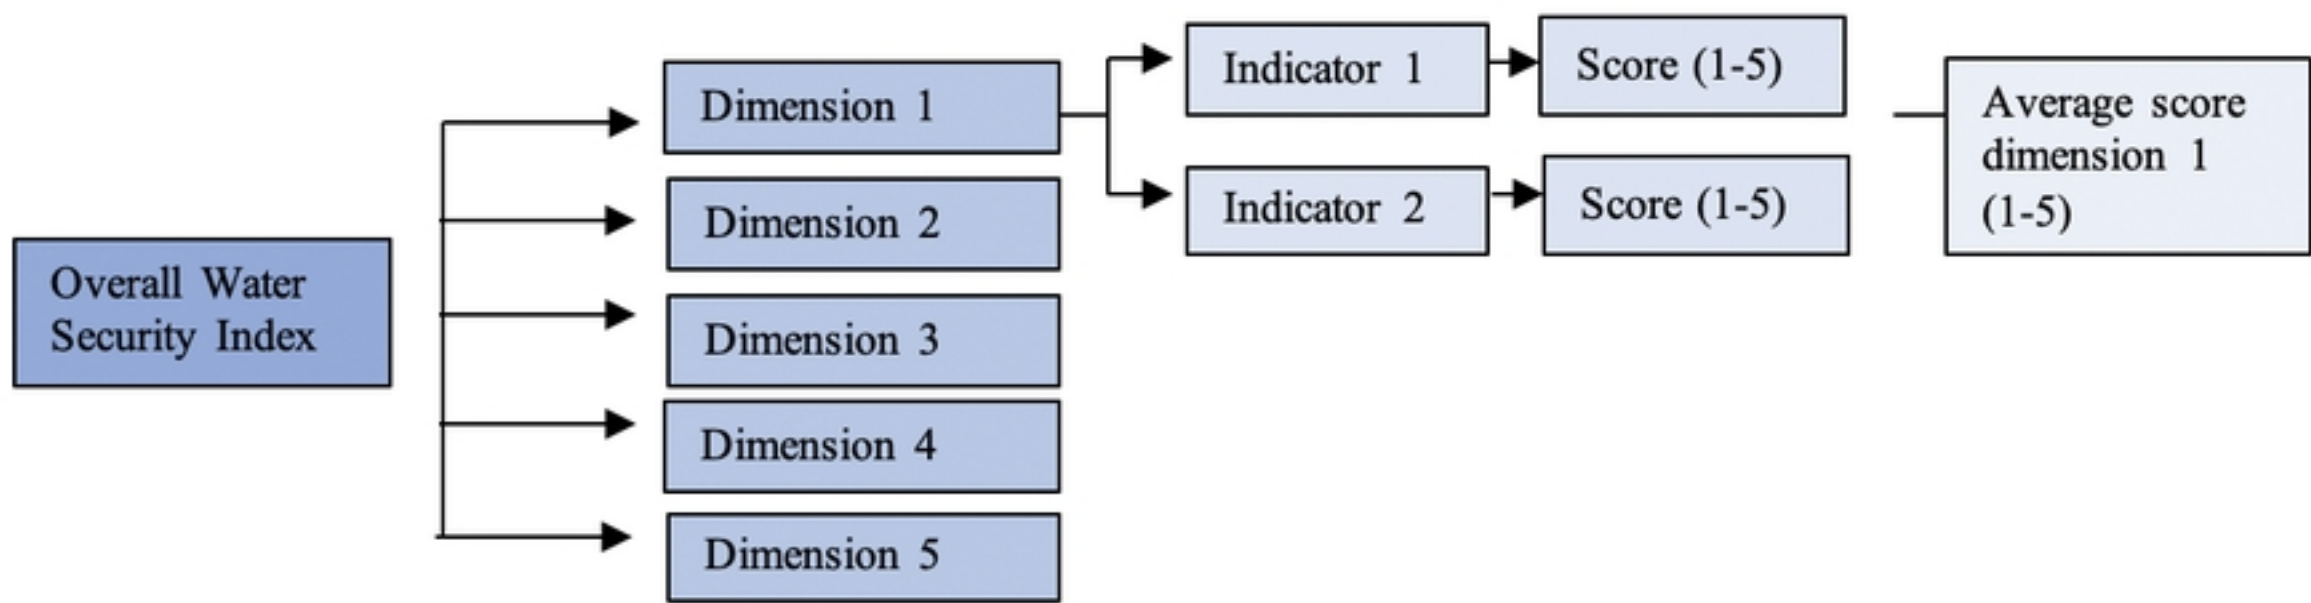 Overall Water
Security Index
Dimension 1
Dimension 2
Dimension 3
Dimension 4
Dimension 5
Indicator 1
Score (1-5)
Indicator 2
Score (1-5)
Average score
dimension 1
(1-5)